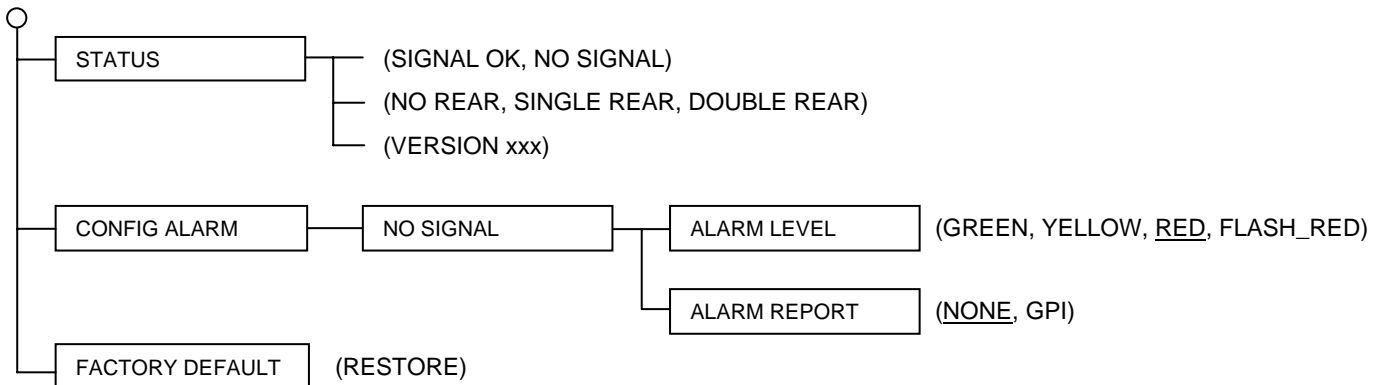 STATUS (SIGNAL OK, NO SIGNAL)
(NO REAR, SINGLE REAR, DOUBLE REAR)
(VERSION xxx)
CONFIG ALARM NO SIGNAL ALARM LEVEL (GREEN, YELLOW, RED, FLASH_RED)
ALARM REPORT (NONE, GPI)
FACTORY DEFAULT (RESTORE)